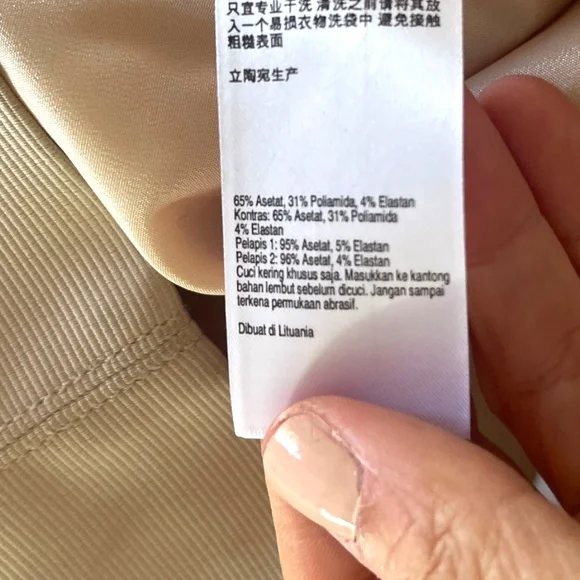 只宜专业干洗 清洗之前请将其放
入一个易损衣物洗袋中 避免接触
粗糙表面
立陶宛生产
65% Asetat, 31% Poliamida, 4% Elastan
Kontras: 65% Asetat, 31% Poliamida
4% Elastan
Pelapis 1: 95% Asetat, 5% Elastan
Pelapis 2: 96% Asetat, 4% Elastan
Cuci kering khusus saja. Masukkan ke kantong
bahan lembut sebelum dicuci. Jangan sampai
terkena permukaan abrasif.
Dibuat di Lituania